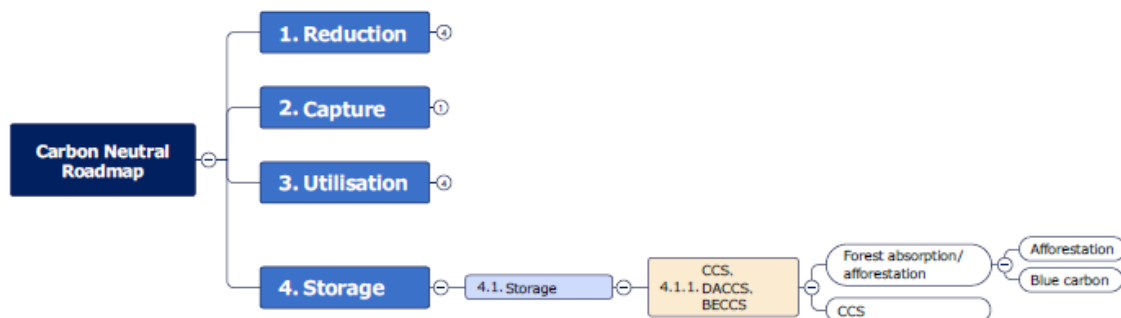 Carbon Neutral
Roadmap
1. Reduction
4
2. Capture
1
3. Utilisation
4
4. Storage
4.1. Storage
4.1.1.
CCS.
DACCS.
BECCS
Forest absorption/
afforestation
Afforestation
Blue carbon
CCS